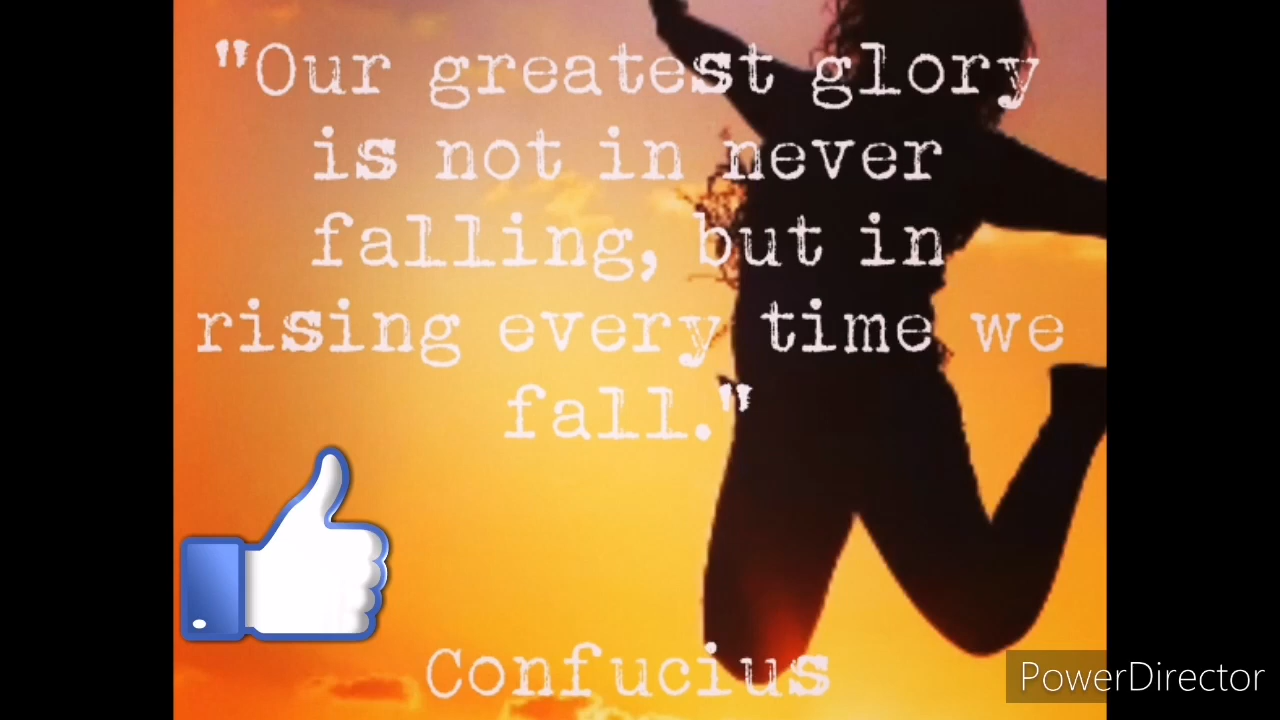 "Our greatest glory
is not in never
falling, but in
rising every time we
fall."
Confucius
PowerDirector